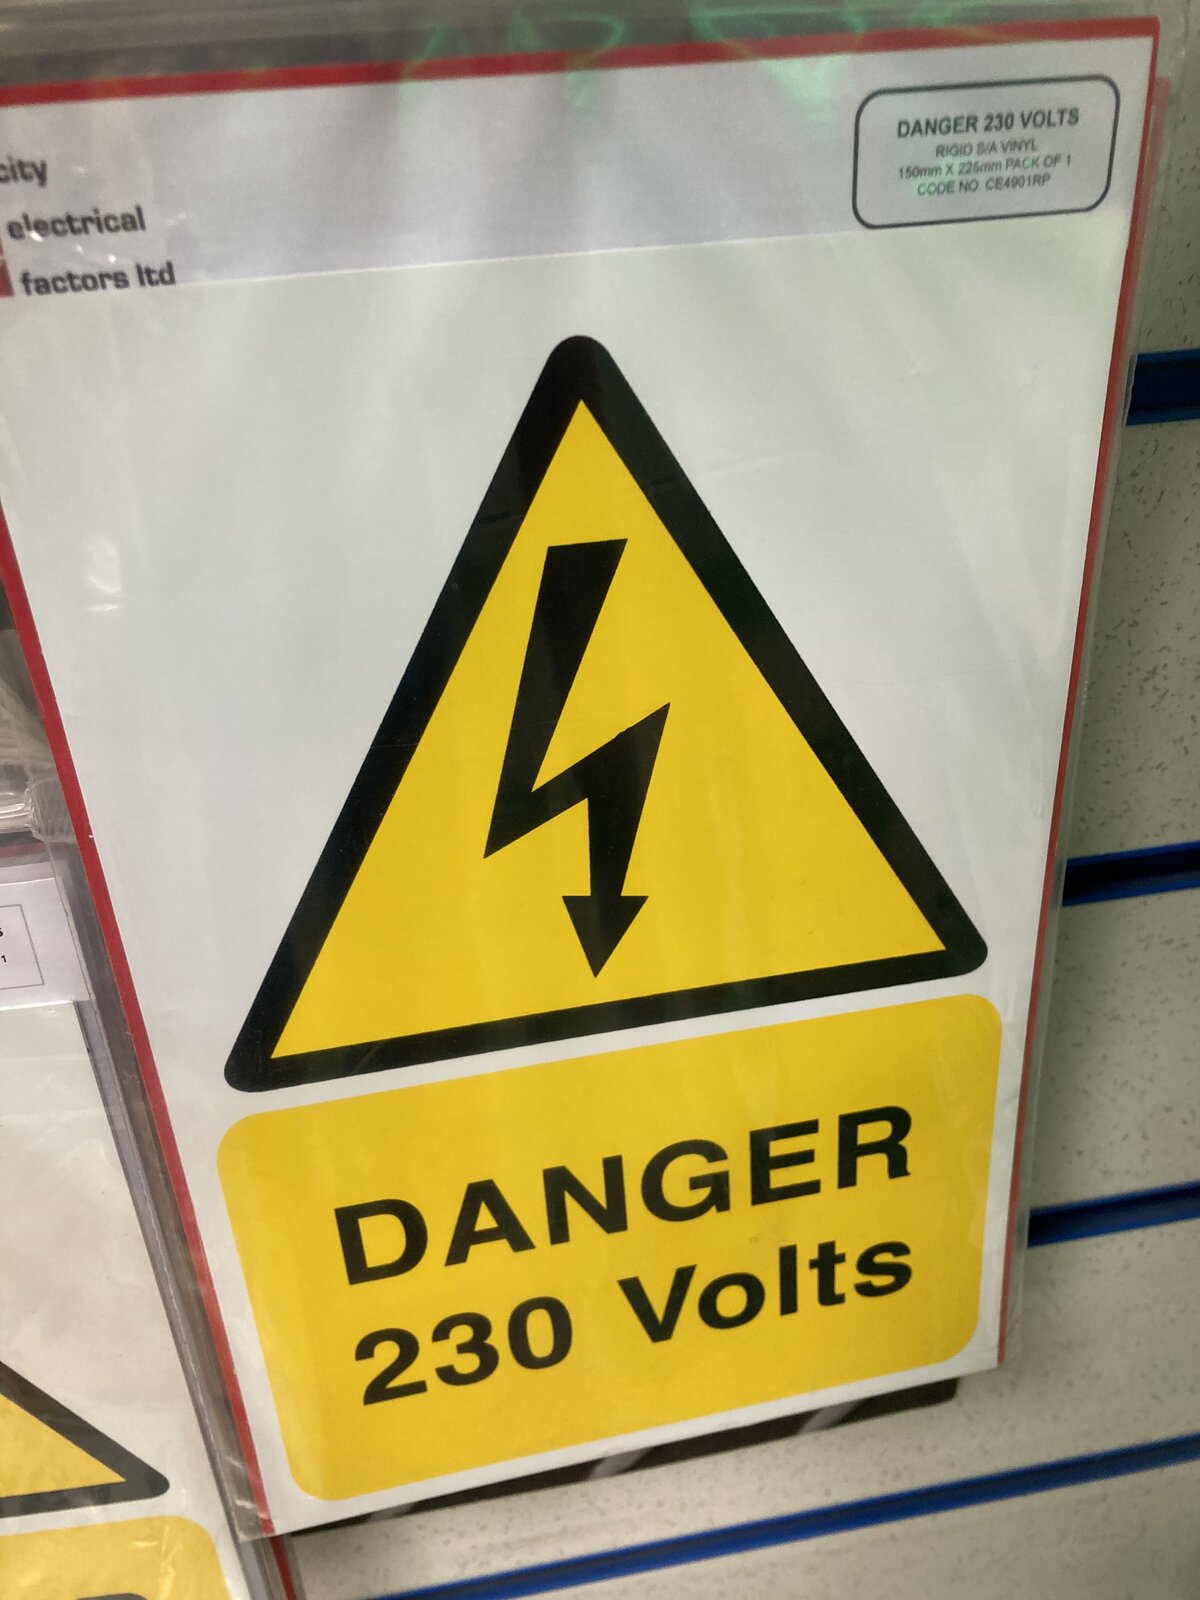 city
electrical
factors ltd
DANGER 230 VOLTS
RIGID S/A VINYL
150mm X 225mm PACK OF 1
CODE NO. CE4901RP
DANGER
230 Volts